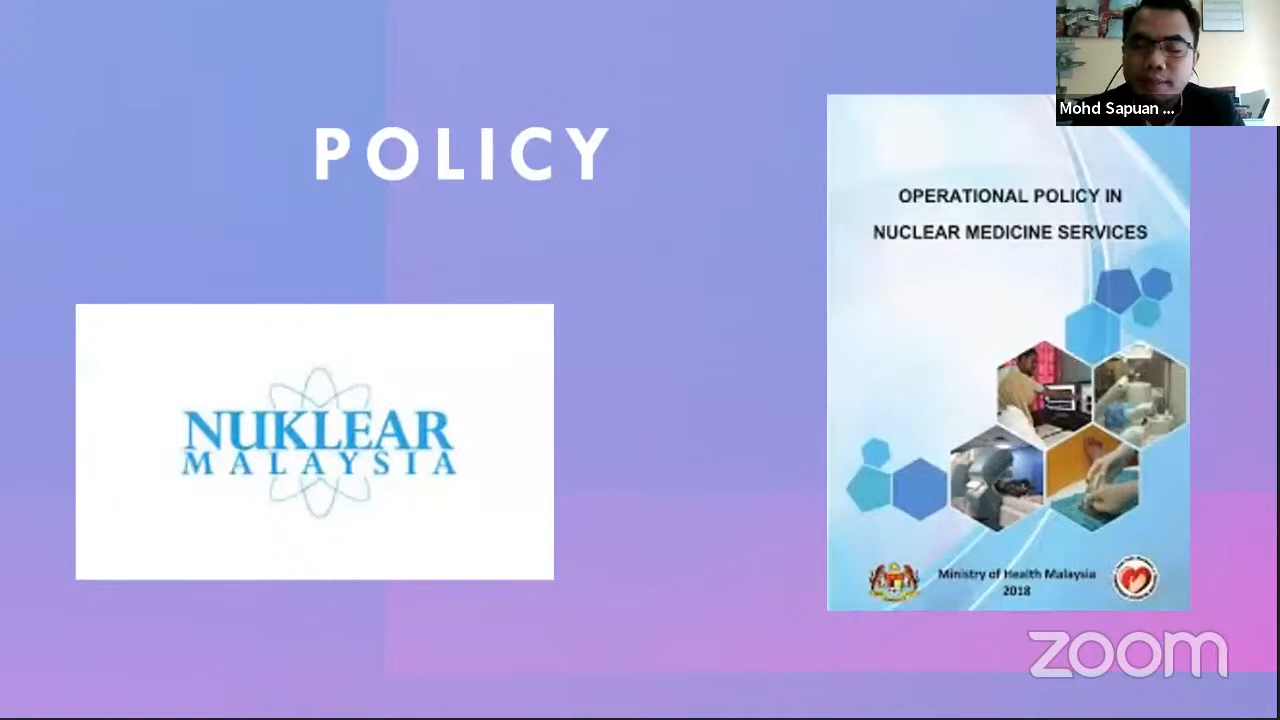 Mohd Sapuan ...
POLICY
OPERATIONAL POLICY IN
NUCLEAR MEDICINE SERVICES
NUKLEAR
MALAYSIA
Ministry of Health Malaysia
2018
zoom